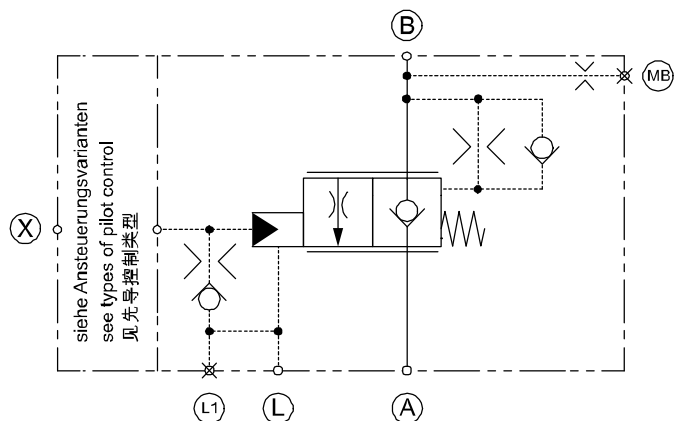 B
MB
X
siehe Ansteuerungsvarianten
see types of pilot control
见先导控制类型
L1
L
A